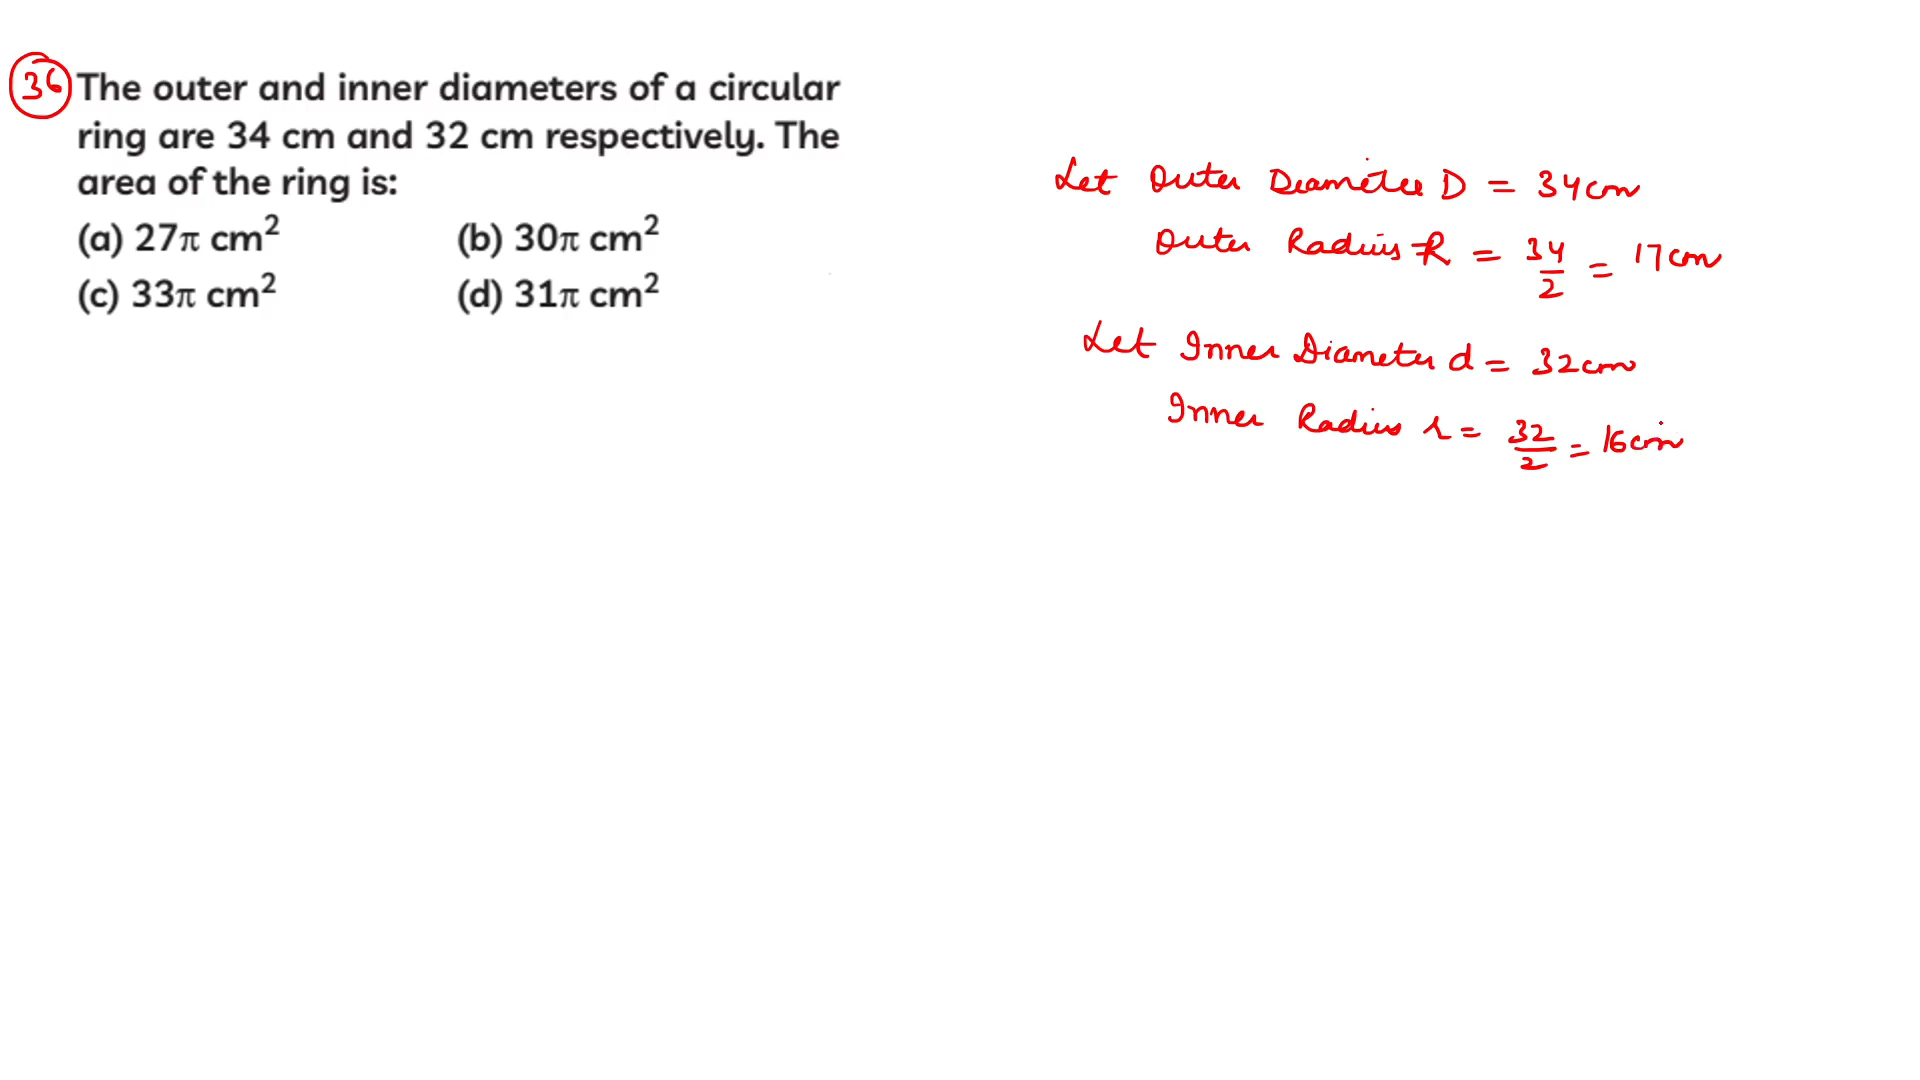 36 The outer and inner diameters of a circular
ring are 34 cm and 32 cm respectively. The
area of the ring is:
(a) 27π cm² (b) 30π cm²
(c) 33π cm² (d) 31π cm²
Let Outer Diameter D = 34cm
Outer Radius R = 34/2 = 17cm
Let Inner Diameter d = 32cm
Inner Radius r = 32/2 = 16cm